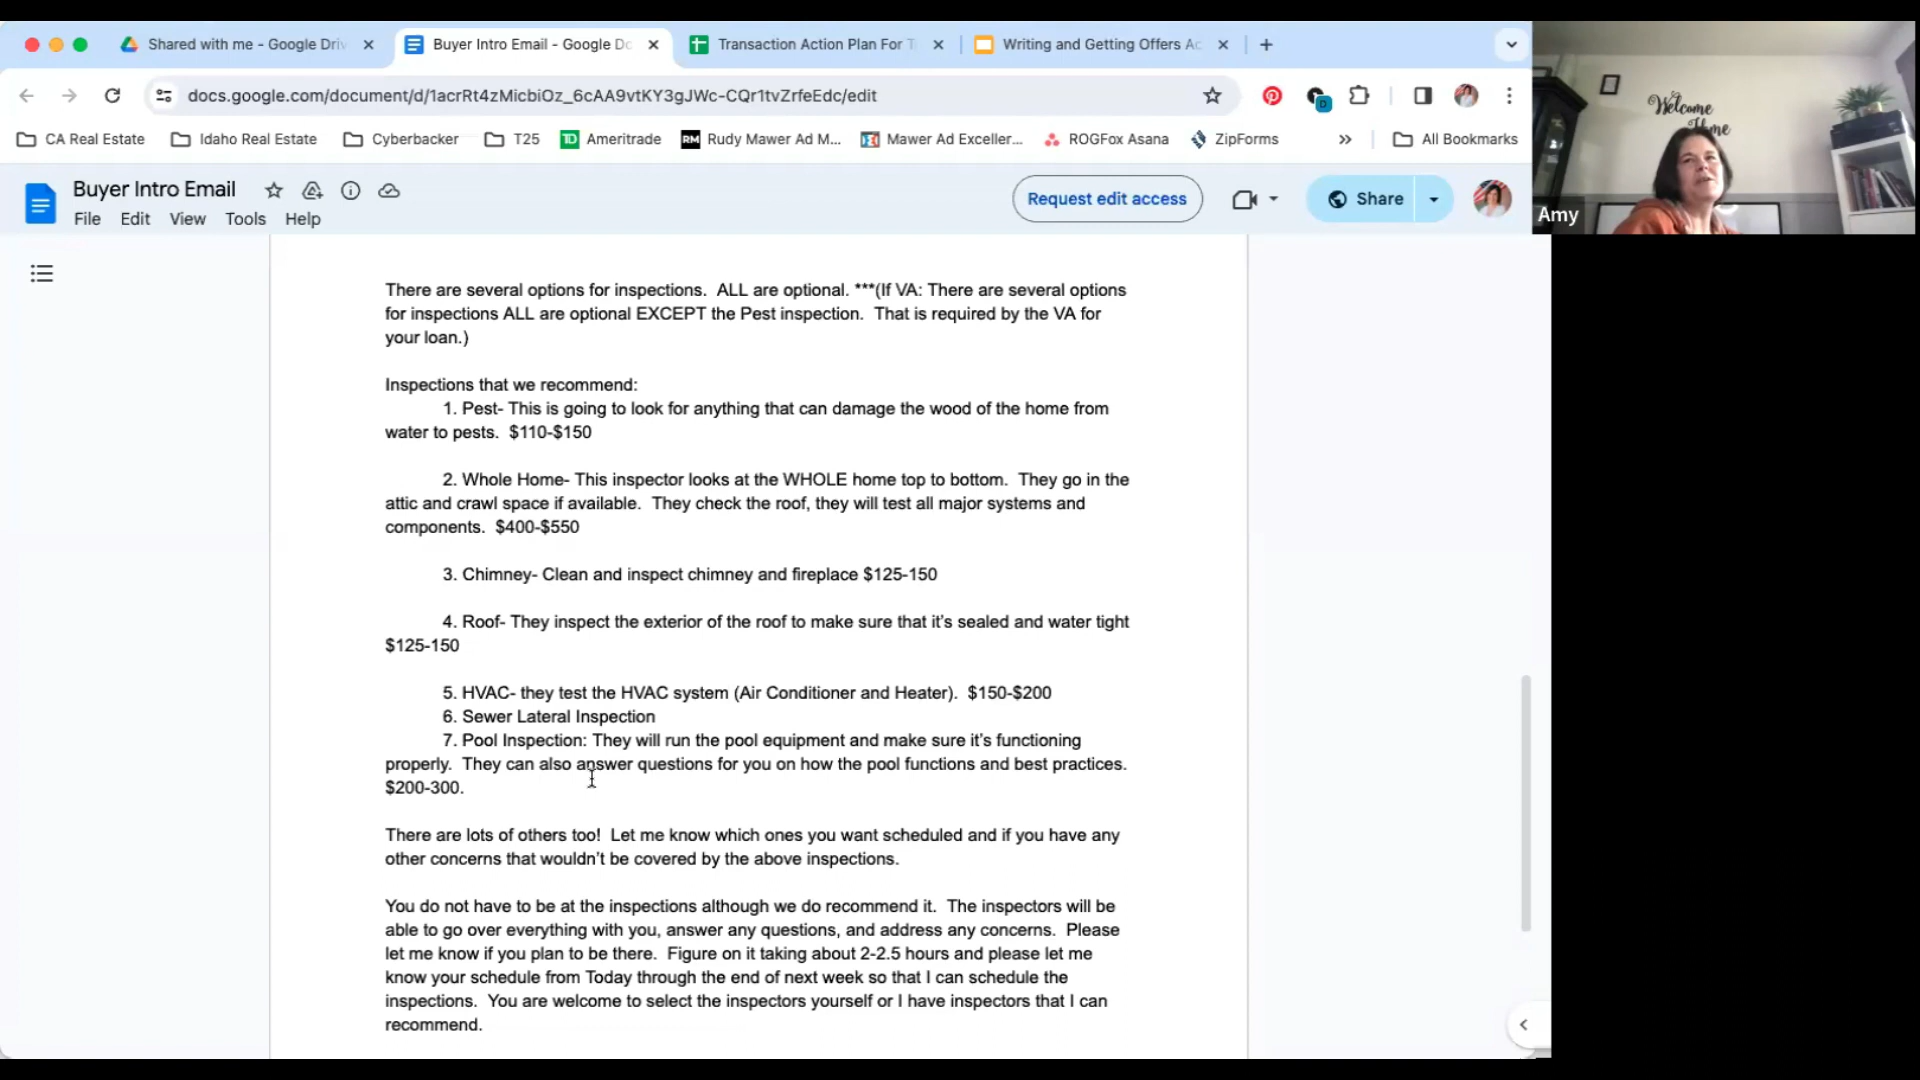 Shared with me - Google Driv
Buyer Intro Email - Google Do
Transaction Action Plan For T
Writing and Getting Offers Ac
docs.google.com/document/d/1acrRt4zMicbiOz_6cAA9vtKY3gJWc-CQr1tvZrfeEdc/edit
CA Real Estate
Idaho Real Estate
Cyberbacker
T25
Ameritrade
Rudy Mawer Ad M...
Mawer Ad Exceller...
ROGFox Asana
ZipForms
All Bookmarks
Buyer Intro Email
File Edit View Tools Help
Request edit access
Share
Welcome
Home
Amy
There are several options for inspections.  ALL are optional. ***(If VA: There are several options
for inspections ALL are optional EXCEPT the Pest inspection.  That is required by the VA for
your loan.)
Inspections that we recommend:
1. Pest- This is going to look for anything that can damage the wood of the home from
water to pests.  $110-$150
2. Whole Home- This inspector looks at the WHOLE home top to bottom.  They go in the
attic and crawl space if available.  They check the roof, they will test all major systems and
components.  $400-$550
3. Chimney- Clean and inspect chimney and fireplace $125-150
4. Roof- They inspect the exterior of the roof to make sure that it's sealed and water tight
$125-150
5. HVAC- they test the HVAC system (Air Conditioner and Heater).  $150-$200
6. Sewer Lateral Inspection
7. Pool Inspection: They will run the pool equipment and make sure it's functioning
properly.  They can also answer questions for you on how the pool functions and best practices.
$200-300.
There are lots of others too!  Let me know which ones you want scheduled and if you have any
other concerns that wouldn't be covered by the above inspections.
You do not have to be at the inspections although we do recommend it.  The inspectors will be
able to go over everything with you, answer any questions, and address any concerns.  Please
let me know if you plan to be there.  Figure on it taking about 2-2.5 hours and please let me
know your schedule from Today through the end of next week so that I can schedule the
inspections.  You are welcome to select the inspectors yourself or I have inspectors that I can
recommend.